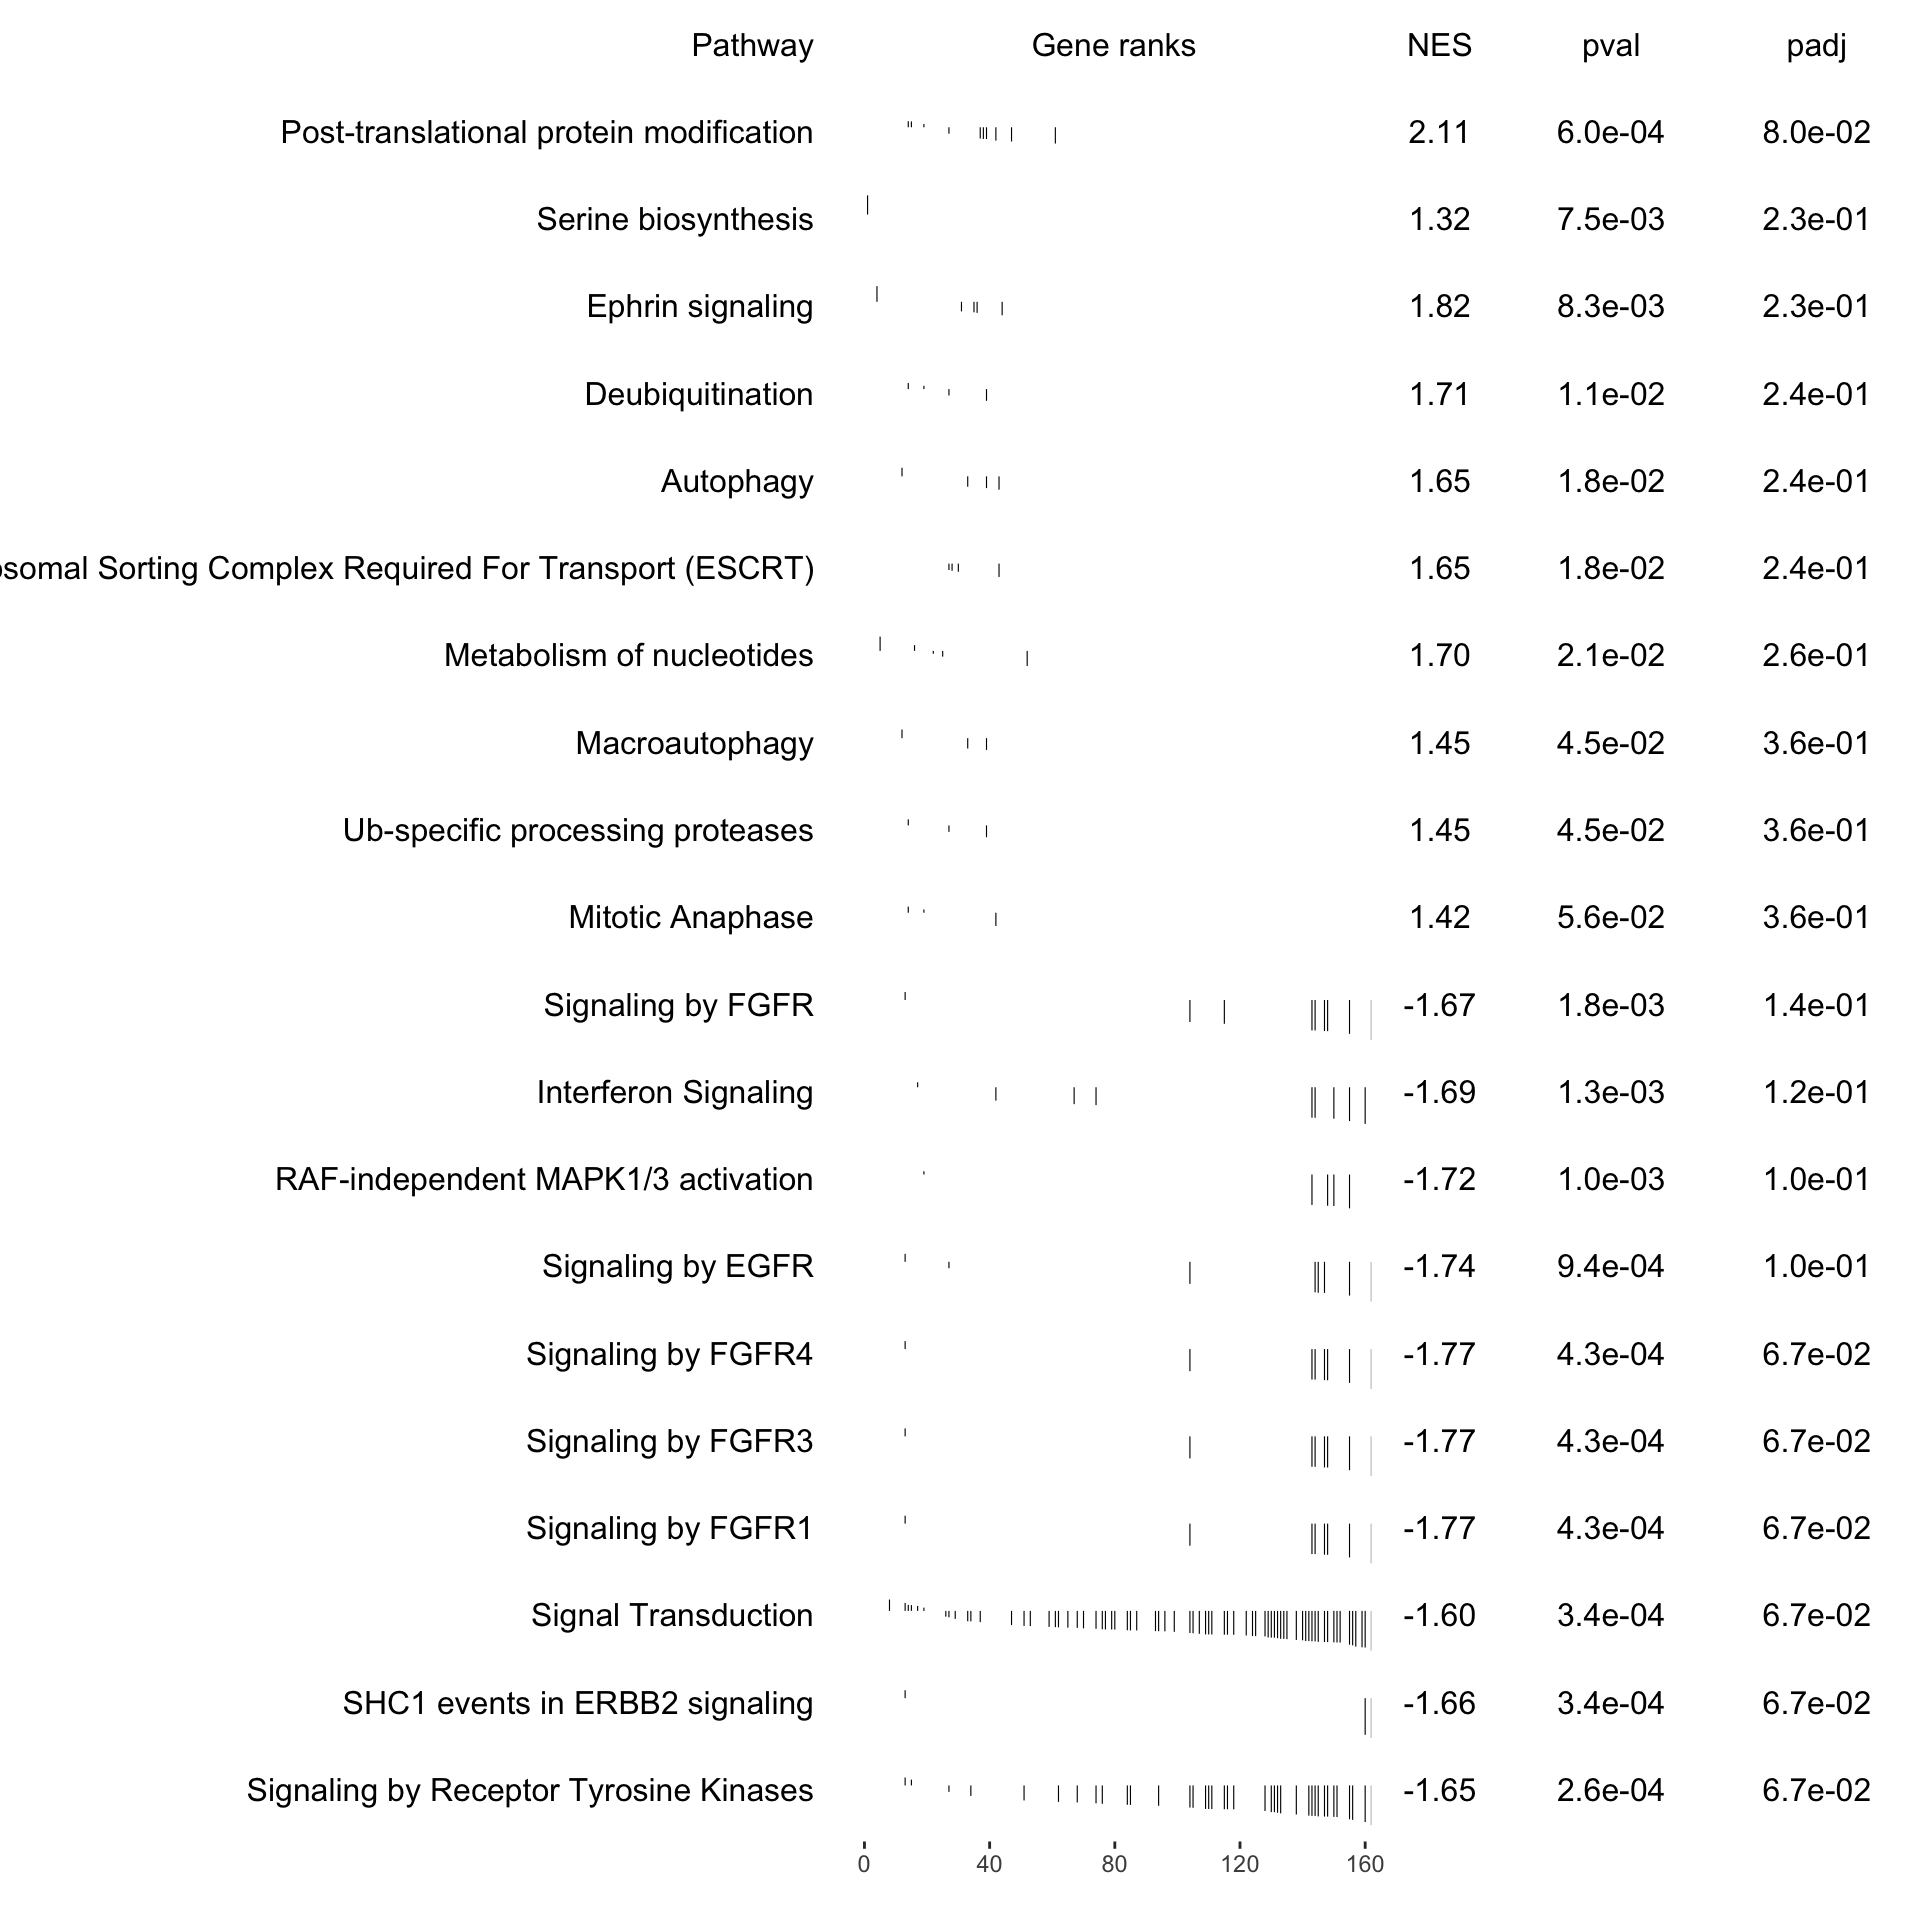 Pathway Gene ranks NES pval padj
Post-translational protein modification 2.11 6.0e-04 8.0e-02
Serine biosynthesis 1.32 7.5e-03 2.3e-01
Ephrin signaling 1.82 8.3e-03 2.3e-01
Deubiquitination 1.71 1.1e-02 2.4e-01
Autophagy 1.65 1.8e-02 2.4e-01
Sorting Complex Required For Transport (ESCRT) 1.65 1.8e-02 2.4e-01
Metabolism of nucleotides 1.70 2.1e-02 2.6e-01
Macroautophagy 1.45 4.5e-02 3.6e-01
Ub-specific processing proteases 1.45 4.5e-02 3.6e-01
Mitotic Anaphase 1.42 5.6e-02 3.6e-01
Signaling by FGFR -1.67 1.8e-03 1.4e-01
Interferon Signaling -1.69 1.3e-03 1.2e-01
RAF-independent MAPK1/3 activation -1.72 1.0e-03 1.0e-01
Signaling by EGFR -1.74 9.4e-04 1.0e-01
Signaling by FGFR4 -1.77 4.3e-04 6.7e-02
Signaling by FGFR3 -1.77 4.3e-04 6.7e-02
Signaling by FGFR1 -1.77 4.3e-04 6.7e-02
Signal Transduction -1.60 3.4e-04 6.7e-02
SHC1 events in ERBB2 signaling -1.66 3.4e-04 6.7e-02
Signaling by Receptor Tyrosine Kinases -1.65 2.6e-04 6.7e-02
0 40 80 120 160